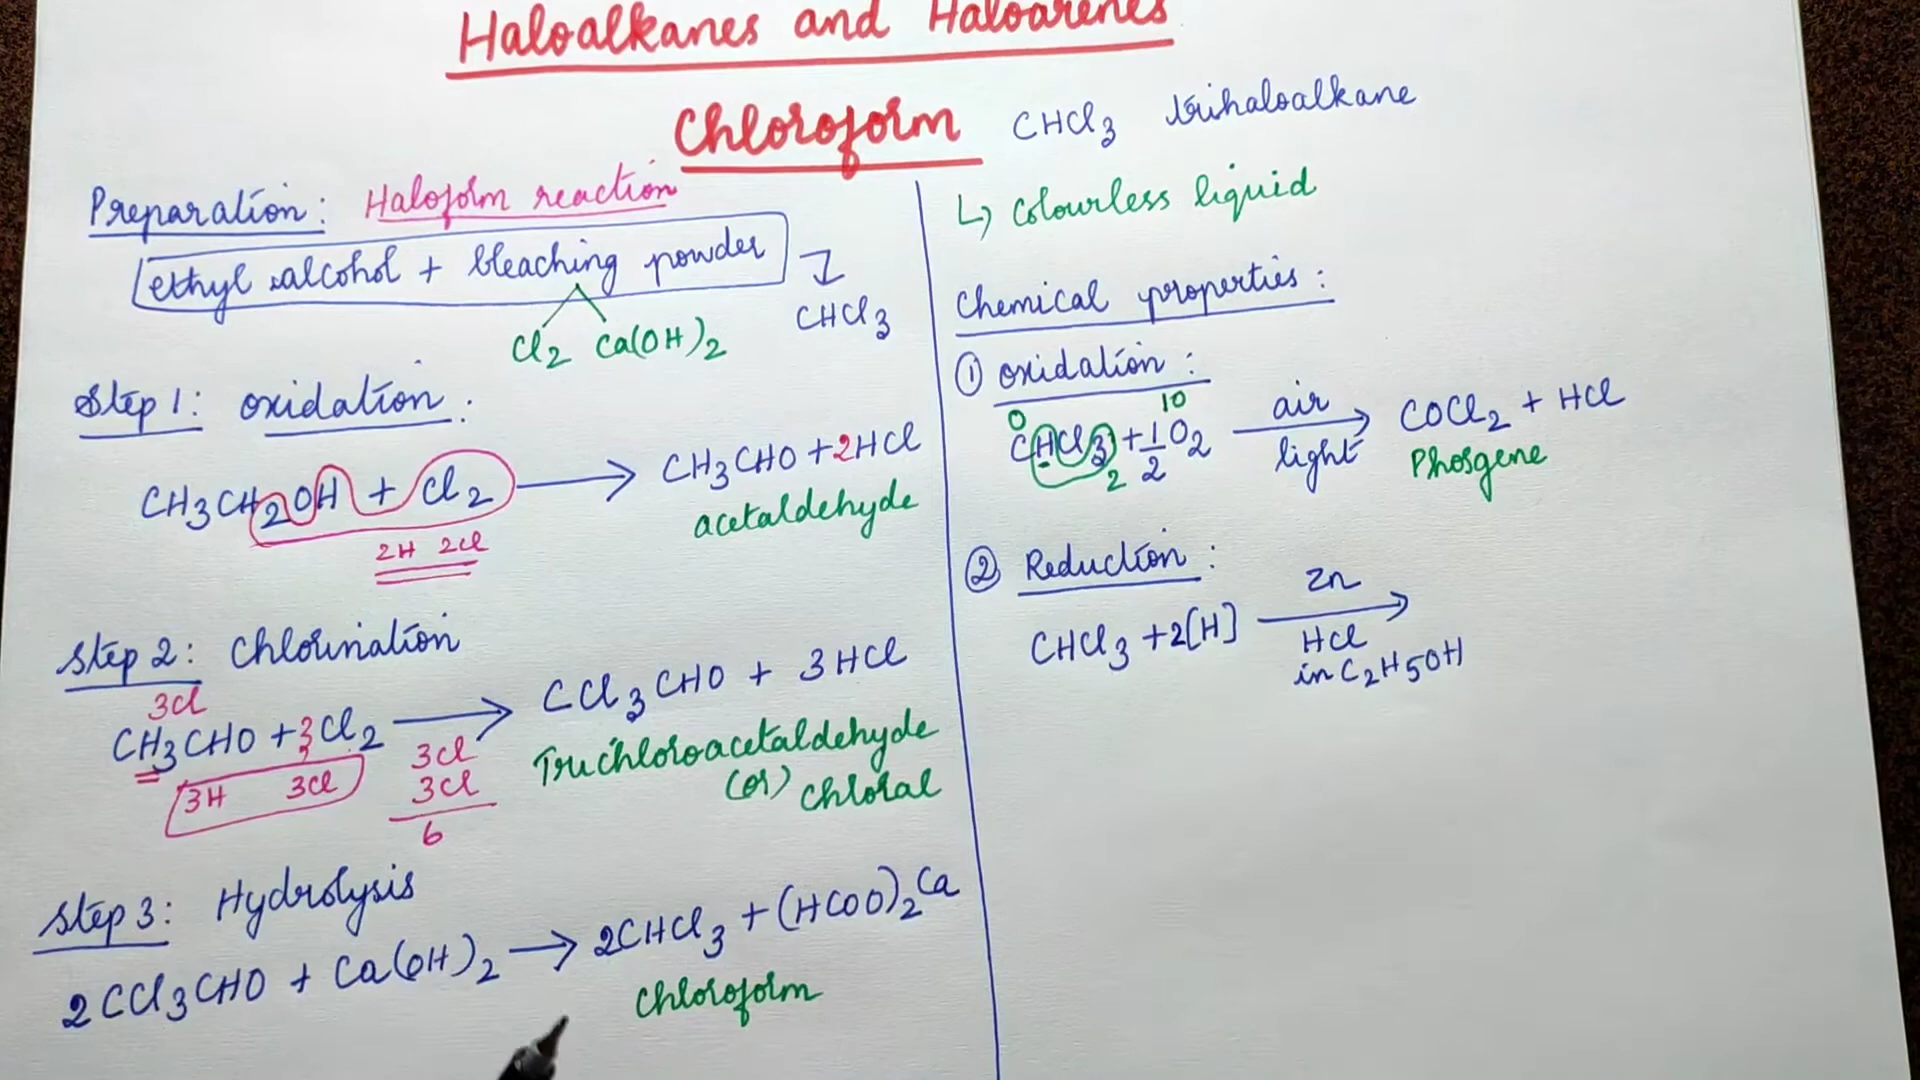 Haloalkanes and Haloarenes
Chloroform CHCl3 trihaloalkane
Preparation: Haloform reaction
ethyl alcohol + bleaching powder
CHCl3
Cl2 Ca(OH)2
Step 1: oxidation:
CH3CH2OH + Cl2 → CH3CHO + 2HCl
2H 2Cl
acetaldehyde
Step 2: Chlorination
3Cl
CH3CHO + 3Cl2 → CCl3CHO + 3HCl
3H 3Cl
3Cl
3Cl
6
Trichloroacetaldehyde
(or) chloral
Step 3: Hydrolysis
2CCl3CHO + Ca(OH)2 → 2CHCl3 + (HCOO)2Ca
chloroform
↳ colourless liquid
Chemical properties:
① oxidation:
O 10
CHCl3 + 1/2 O2 air light → COCl2 + HCl
2
Phosgene
② Reduction:
CHCl3 + 2[H] Zn →
HCl
in C2H5OH